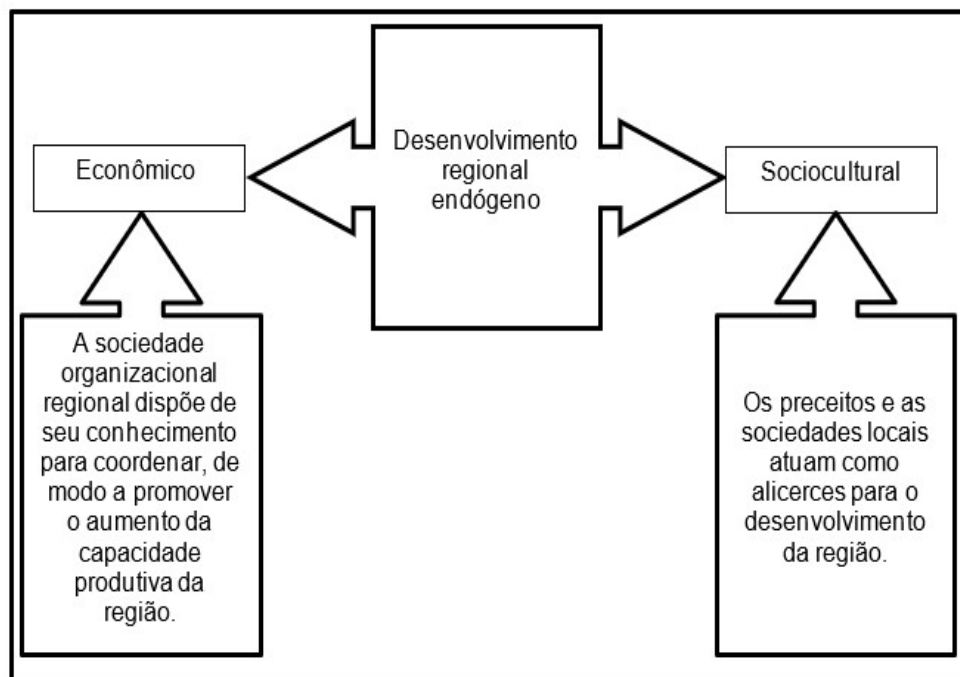 Desenvolvimento
regional
endógeno
Econômico
Sociocultural
A sociedade
organizacional
regional dispõe de
seu conhecimento
para coordenar, de
modo a promover
o aumento da
capacidade
produtiva da
região.
Os preceitos e as
sociedades locais
atuam como
alicerces para o
desenvolvimento
da região.